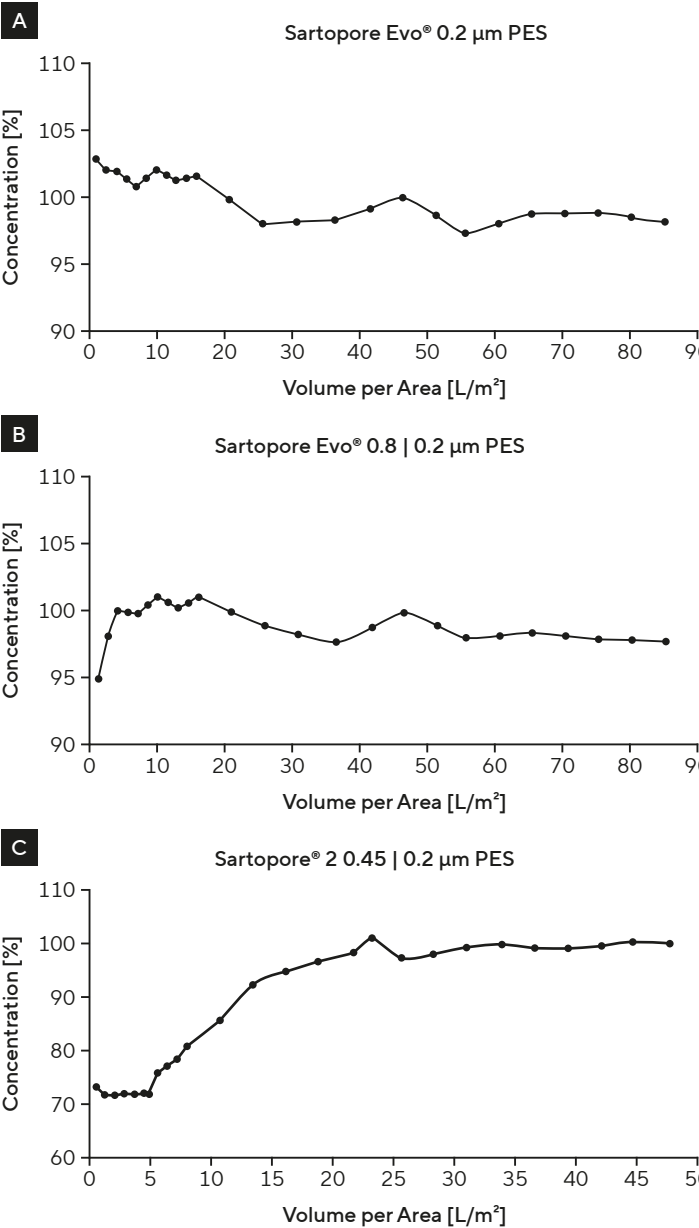 A
Sartopore Evo® 0.2 µm PES
110
105
100
95
90
Concentration [%]
0 10 20 30 40 50 60 70 80 9
Volume per Area [L/m²]
B
Sartopore Evo® 0.8 | 0.2 µm PES
110
105
100
95
90
Concentration [%]
0 10 20 30 40 50 60 70 80 9
Volume per Area [L/m²]
C
Sartopore® 2 0.45 | 0.2 µm PES
110
100
90
80
70
60
Concentration [%]
0 5 10 15 20 25 30 35 40 45 5
Volume per Area [L/m²]